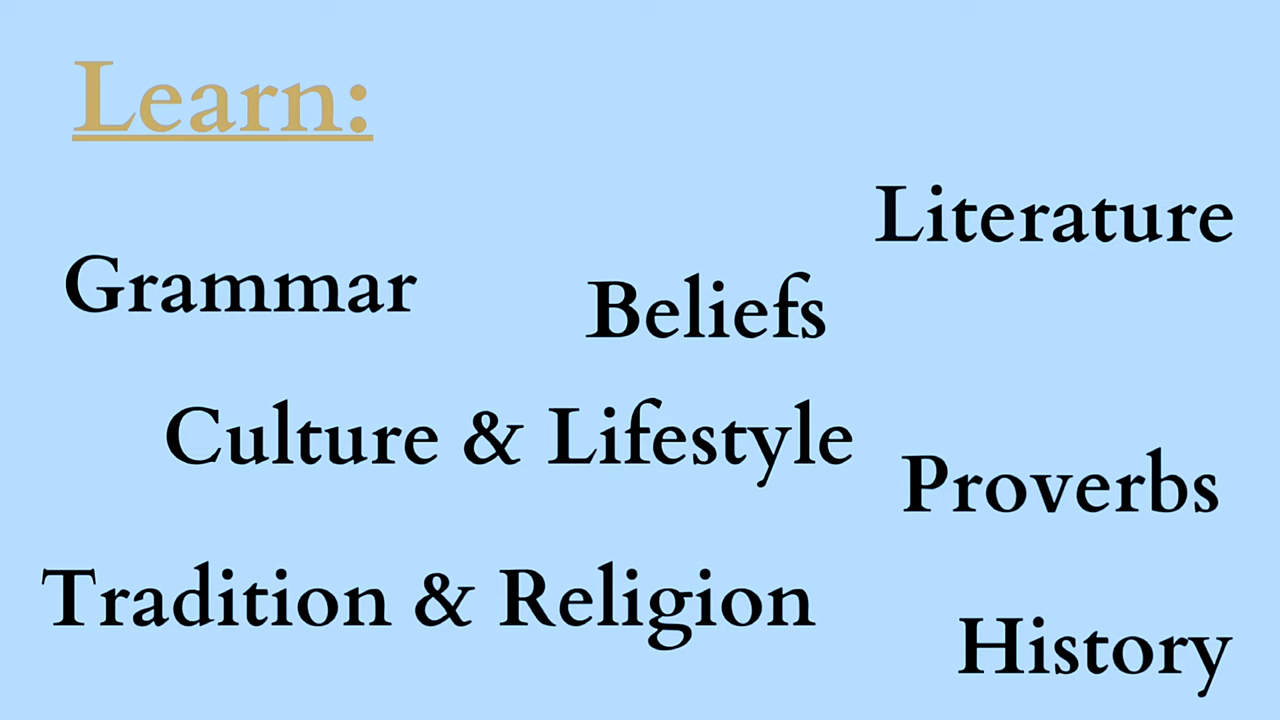 Learn:
Literature
Grammar
Beliefs
Culture & Lifestyle
Proverbs
Tradition & Religion
History